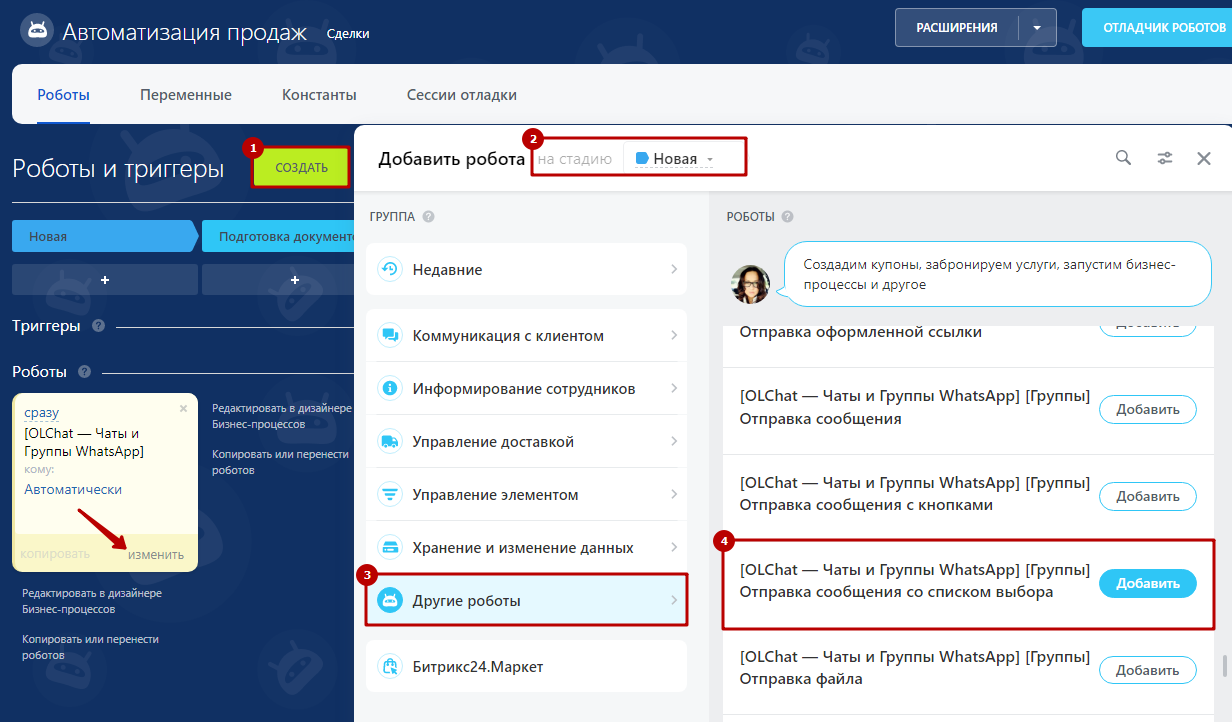 Автоматизация продаж
Сделки
РАСШИРЕНИЯ
ОТЛАДЧИК РОБОТОВ
Роботы
Переменные
Константы
Сессии отладки
Роботы и триггеры
1
СОЗДАТЬ
Новая
Подготовка документо
+
+
Триггеры ?
Роботы ?
сразу
[OLChat — Чаты и
Группы WhatsApp]
кому:
Автоматически
копировать
изменить
Редактировать в дизайнере
Бизнес-процессов
Копировать или перенести
роботов
Редактировать в дизайнере
Бизнес-процессов
Копировать или перенести
роботов
Добавить робота
2
на стадию
Новая
ГРУППА ?
Недавние
Коммуникация с клиентом
Информирование сотрудников
Управление доставкой
Управление элементом
Хранение и изменение данных
3
Другие роботы
Битрикс24.Маркет
РОБОТЫ ?
Создадим купоны, забронируем услуги, запустим бизнес-
процессы и другое
Отправка оформленной ссылки
Добавить
[OLChat — Чаты и Группы WhatsApp] [Группы]
Отправка сообщения
Добавить
[OLChat — Чаты и Группы WhatsApp] [Группы]
Отправка сообщения с кнопками
Добавить
4
[OLChat — Чаты и Группы WhatsApp] [Группы]
Отправка сообщения со списком выбора
Добавить
[OLChat — Чаты и Группы WhatsApp] [Группы]
Отправка файла
Добавить